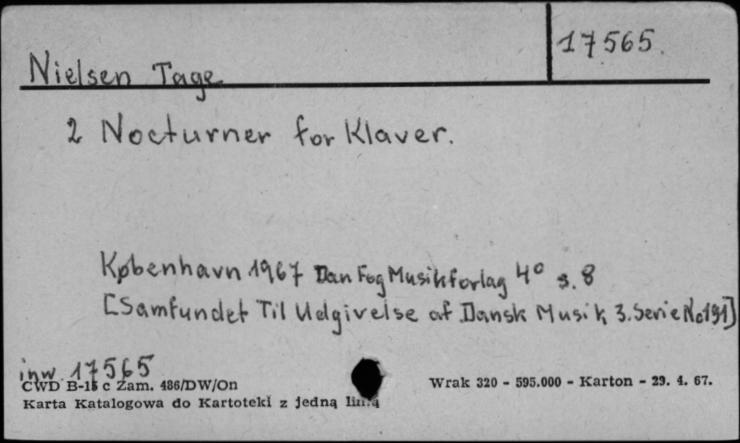 17565.
Nielsen Tage
2 Nocturner for Klaver.
København 1967 Dan Fog Musikforlag 4° s. 8
[Samfundet Til Udgivelse af Dansk Musik 3. Serie No 191]
inw. 17565
CWD B-15 c Zam. 486/DW/On
Wrak 320 - 595.000 - Karton - 29. 4. 67.
Karta Katalogowa do Kartoteki z jedną linią